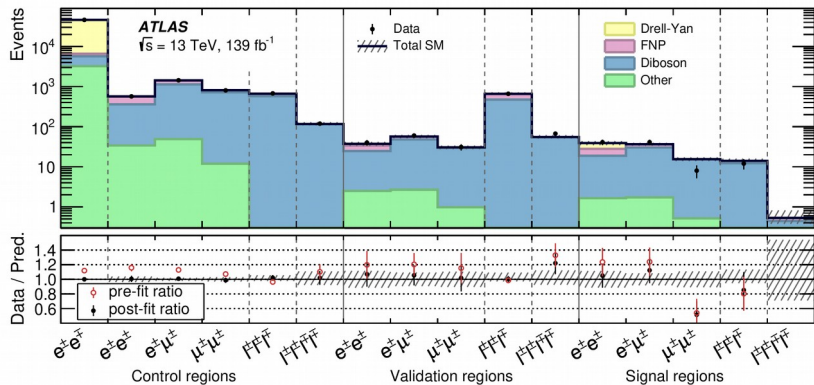 Events
10⁴
10³
10²
10
1
ATLAS
√s = 13 TeV, 139 fb⁻¹
Data
Total SM
Drell-Yan
FNP
Diboson
Other
Data / Pred.
1.4
1.2
1.0
0.8
0.6
pre-fit ratio
post-fit ratio
e±e∓ e±e± e±μ± μ±μ± l±l±l∓ l±l±l∓l∓ e±e± e±μ± μ±μ± l±l±l∓ l±l±l∓l∓ e±e± e±μ± μ±μ± l±l±l∓ l±l±l∓l∓
Control regions Validation regions Signal regions